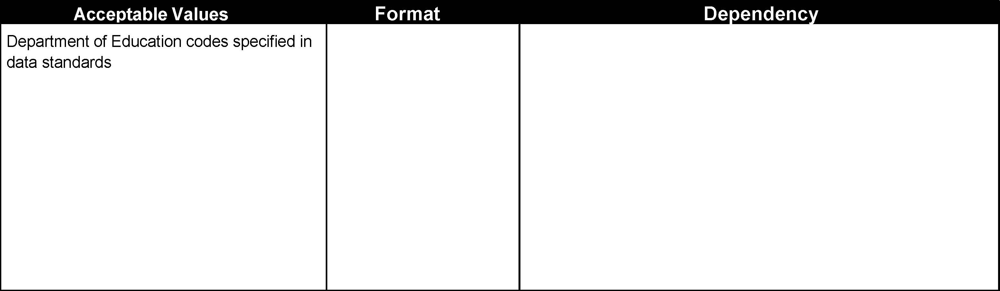 Acceptable Values Format Dependency
Department of Education codes specified in
data standards